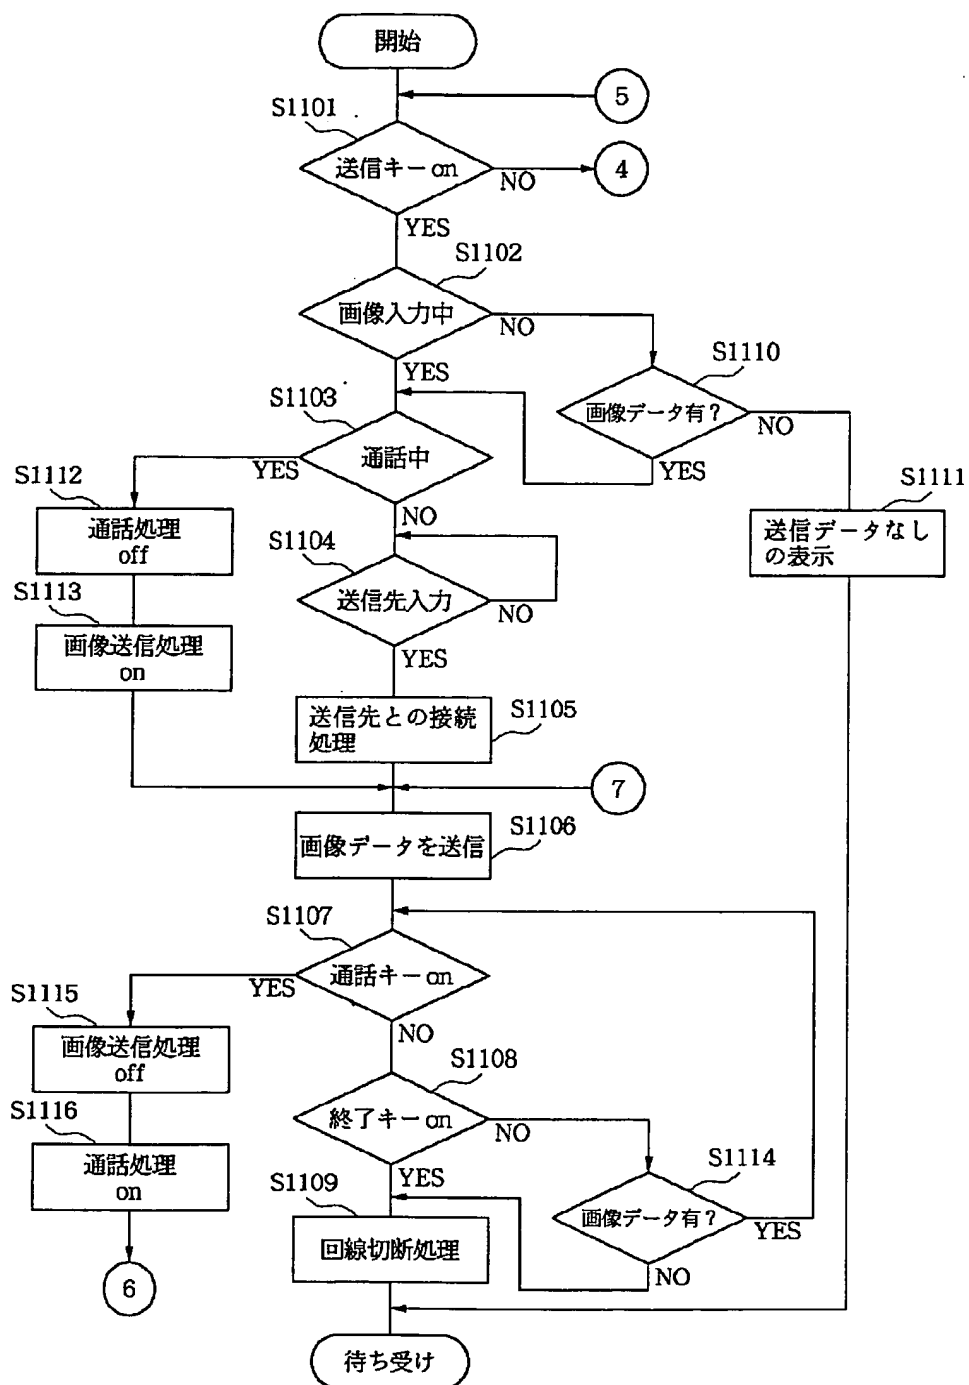 開始
5
S1101
送信キーon
NO
4
YES
S1102
画像入力中
NO
YES
S1110
画像データ有?
NO
YES
S1103
通話中
YES
NO
S1112
通話処理
off
S1111
送信データなし
の表示
S1104
送信先入力
NO
YES
S1113
画像送信処理
on
送信先との接続
処理
S1105
7
画像データを送信
S1106
S1107
通話キーon
YES
NO
S1115
画像送信処理
off
S1108
終了キーon
NO
YES
S1116
通話処理
on
S1114
画像データ有?
YES
NO
S1109
回線切断処理
6
待ち受け